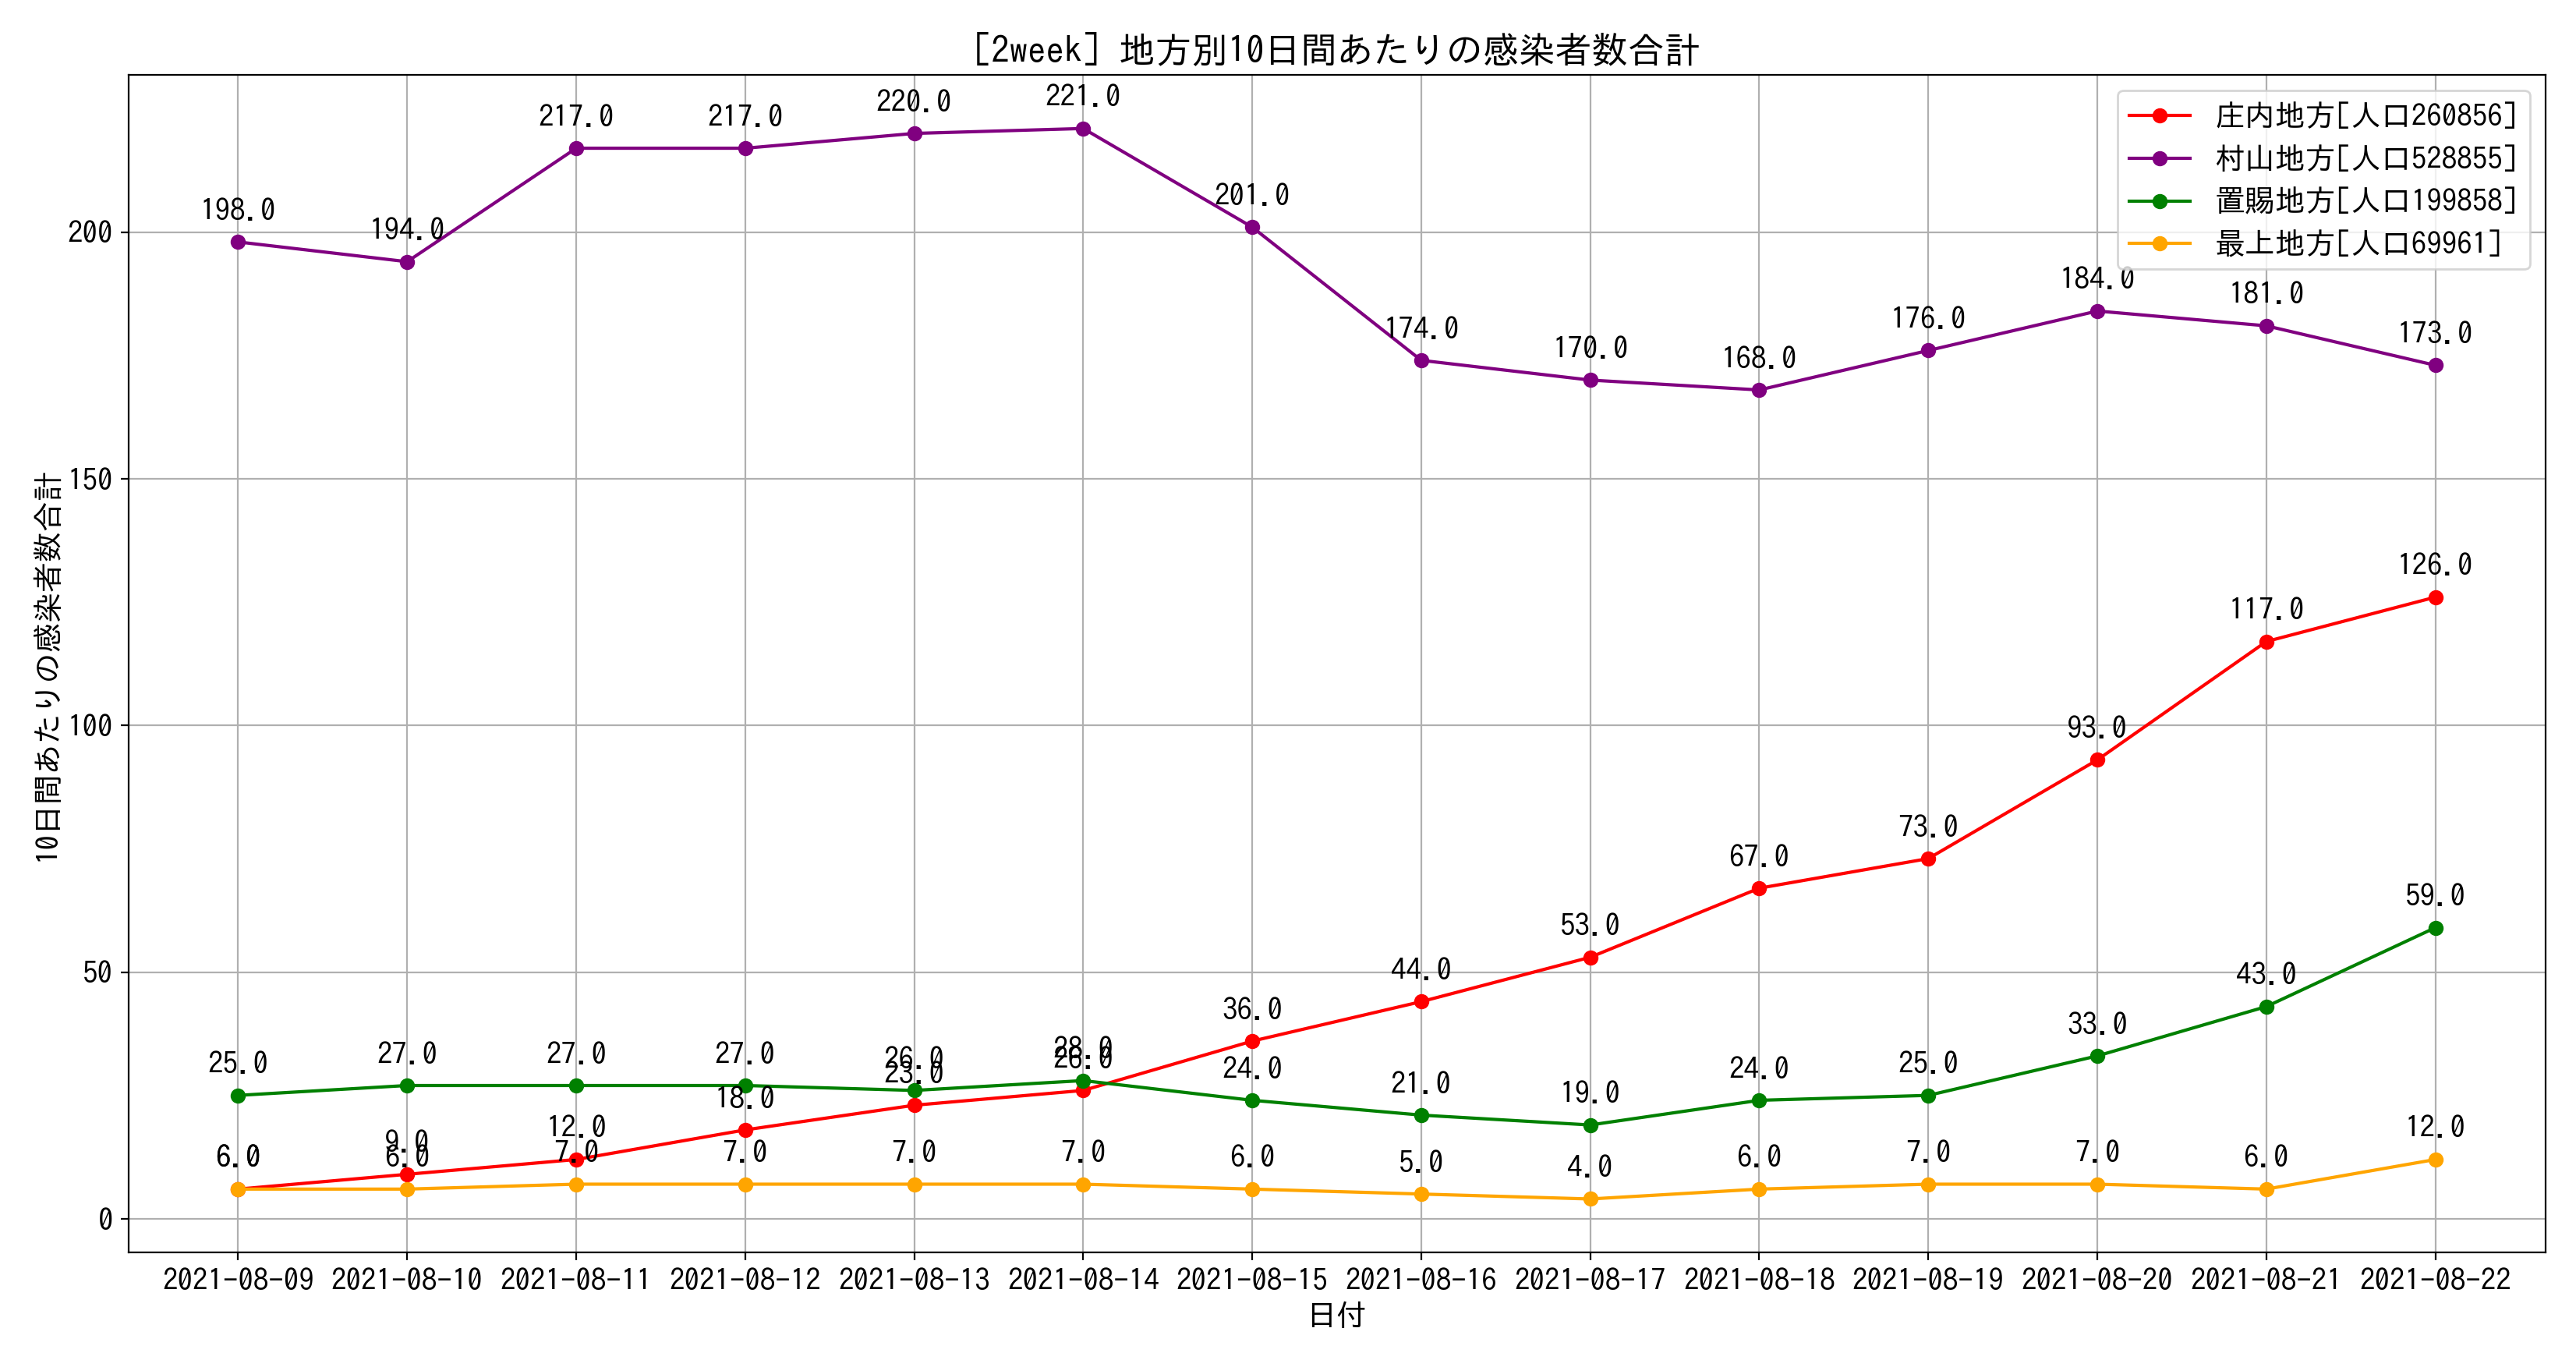 [2week] 地方別10日間あたりの感染者数合計
庄内地方[人口260856]
村山地方[人口528855]
置賜地方[人口199858]
最上地方[人口69961]
10日間あたりの感染者数合計
200
150
100
50
0
198.0 194.0 217.0 217.0 220.0 221.0 201.0 174.0 170.0 168.0 176.0 184.0 181.0 173.0
6.0 9.0 12.0 18.0 23.0 26.0 36.0 44.0 53.0 67.0 73.0 93.0 117.0 126.0
25.0 27.0 27.0 27.0 26.0 28.0 24.0 21.0 19.0 24.0 25.0 33.0 43.0 59.0
6.0 6.0 7.0 7.0 7.0 7.0 6.0 5.0 4.0 6.0 7.0 7.0 6.0 12.0
2021-08-09 2021-08-10 2021-08-11 2021-08-12 2021-08-13 2021-08-14 2021-08-15 2021-08-16 2021-08-17 2021-08-18 2021-08-19 2021-08-20 2021-08-21 2021-08-22
日付